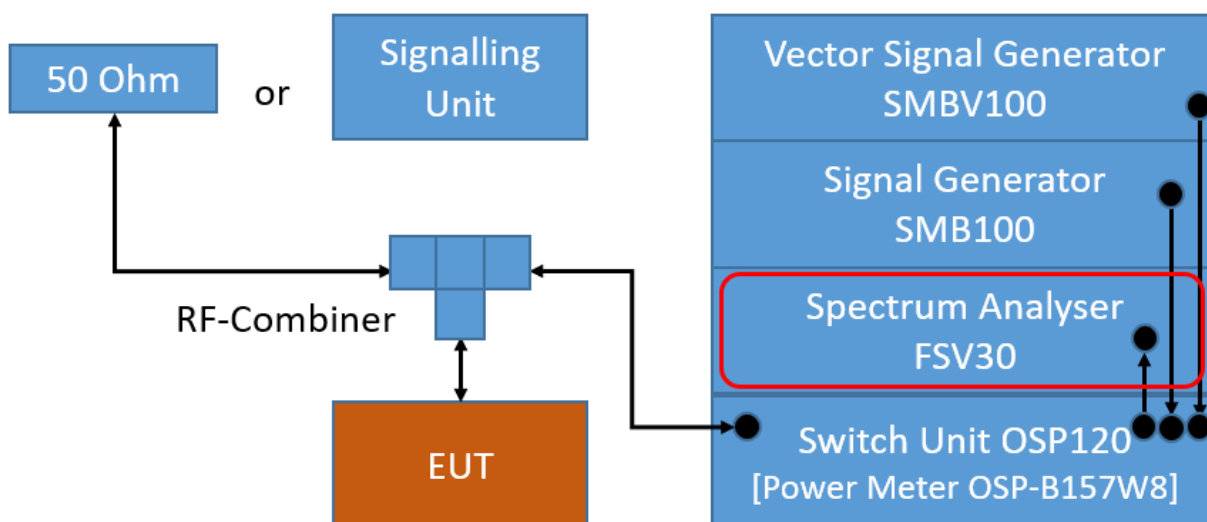 50 Ohm
or
Signalling
Unit
Vector Signal Generator
SMBV100
Signal Generator
SMB100
RF-Combiner
Spectrum Analyser
FSV30
EUT
Switch Unit OSP120
[Power Meter OSP-B157W8]